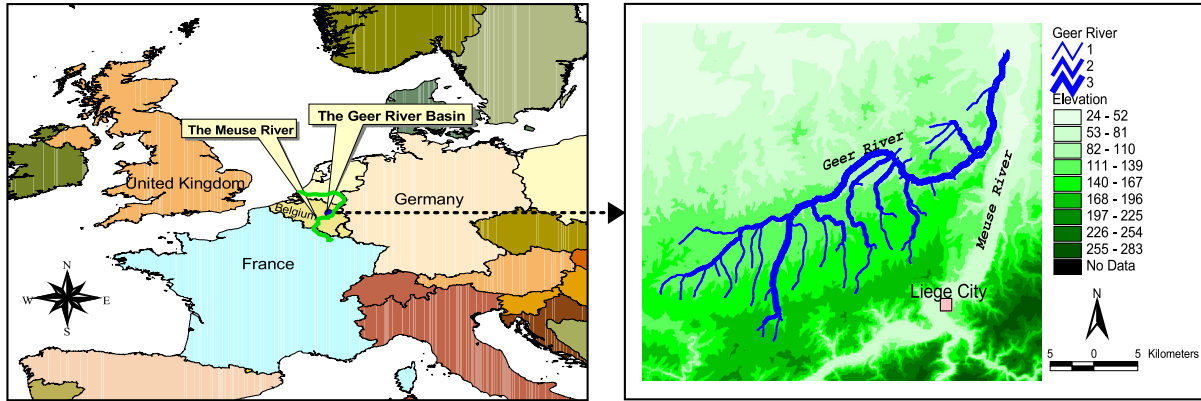 The Geer River Basin
The Meuse River
United Kingdom
Belgium
Germany
France
N
W E
S
Geer River
Meuse River
Liege City
Geer River
1
2
3
Elevation
24 - 52
53 - 81
82 - 110
111 - 139
140 - 167
168 - 196
197 - 225
226 - 254
255 - 283
No Data
N
5 0 5 Kilometers